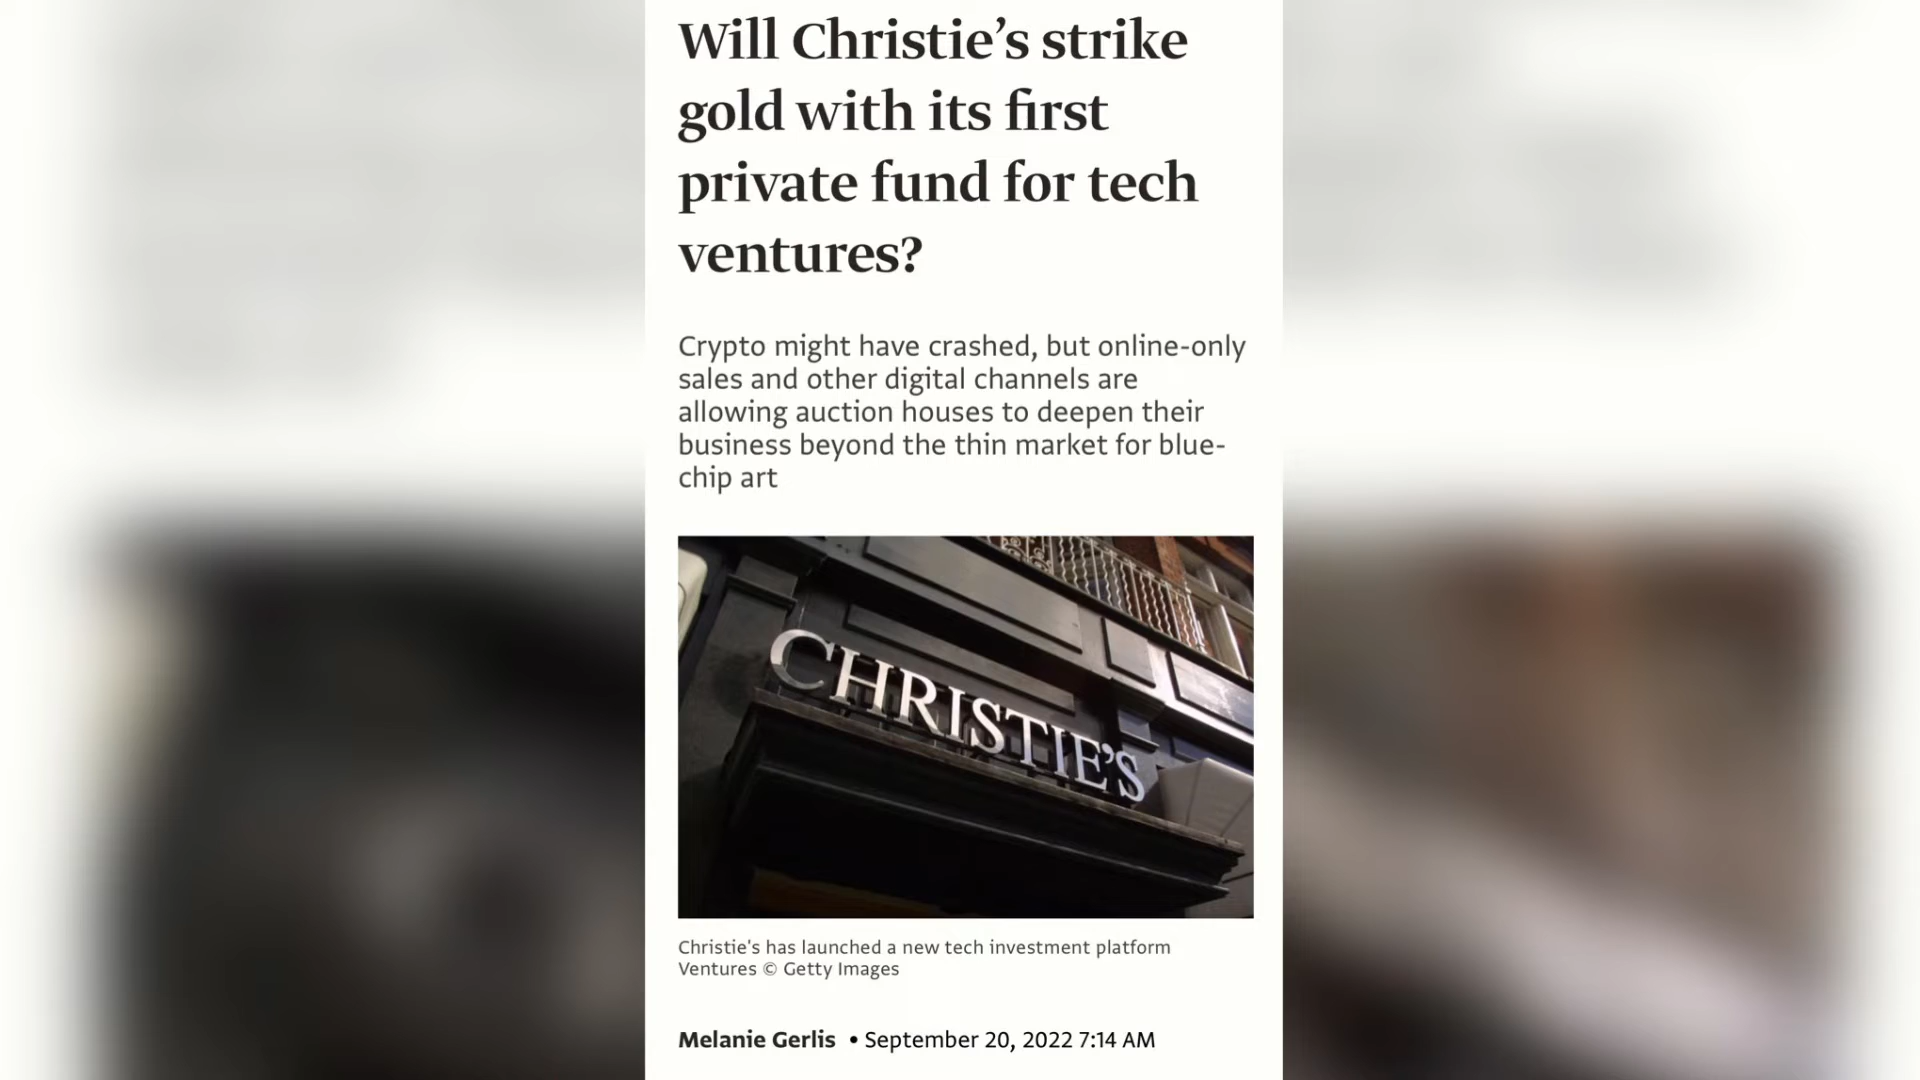 Will Christie’s strike
gold with its first
private fund for tech
ventures?
Crypto might have crashed, but online-only
sales and other digital channels are
allowing auction houses to deepen their
business beyond the thin market for blue-
chip art
CHRISTIE’S
Christie's has launched a new tech investment platform
Ventures © Getty Images
Melanie Gerlis • September 20, 2022 7:14 AM